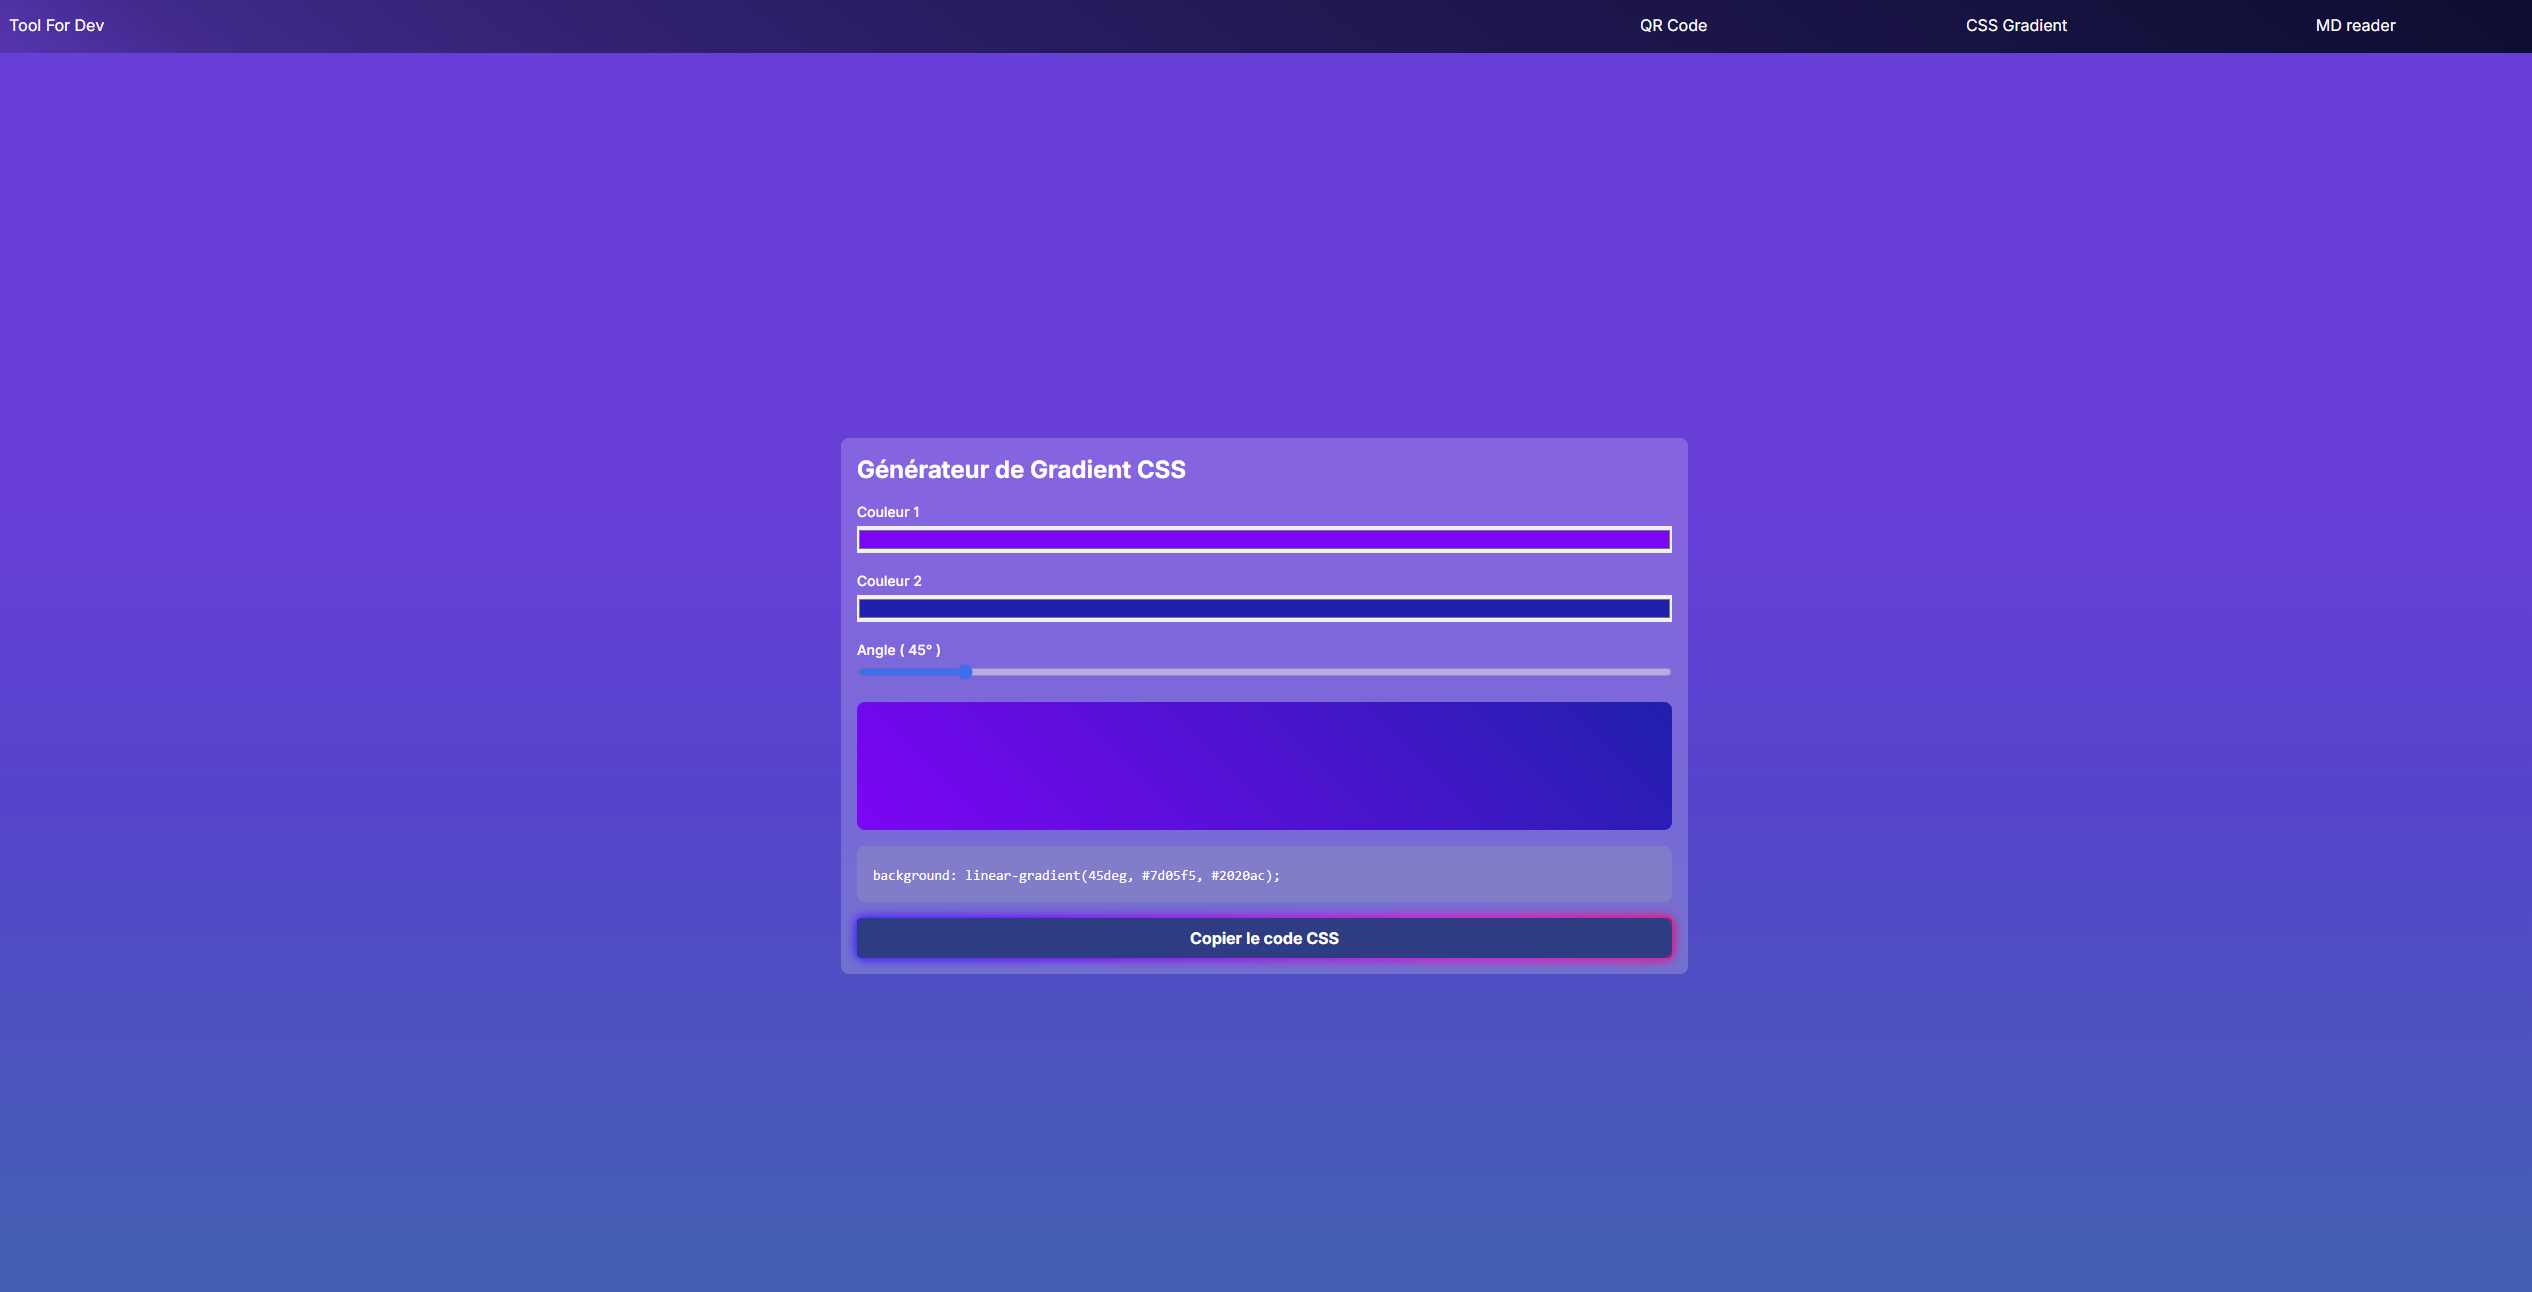 Tool For Dev
QR Code
CSS Gradient
MD reader
Générateur de Gradient CSS
Couleur 1
Couleur 2
Angle ( 45° )
background: linear-gradient(45deg, #7d05f5, #2020ac);
Copier le code CSS